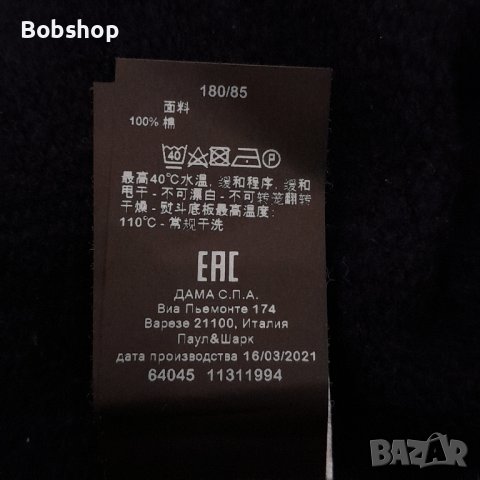 Bobshop
180/85
面料
100% 棉
40 P
最高40℃水温, 缓和程序, 缓和
甩干 - 不可漂白 - 不可转笼翻转
干燥 - 熨斗底板最高温度:
110℃ - 常规干洗
EAC
ДАМА С.П.А.
Виа Пьемонте 174
Варезе 21100, Италия
Паул&Шарк
дата производства 16/03/2021
64045 11311994
BAZAR